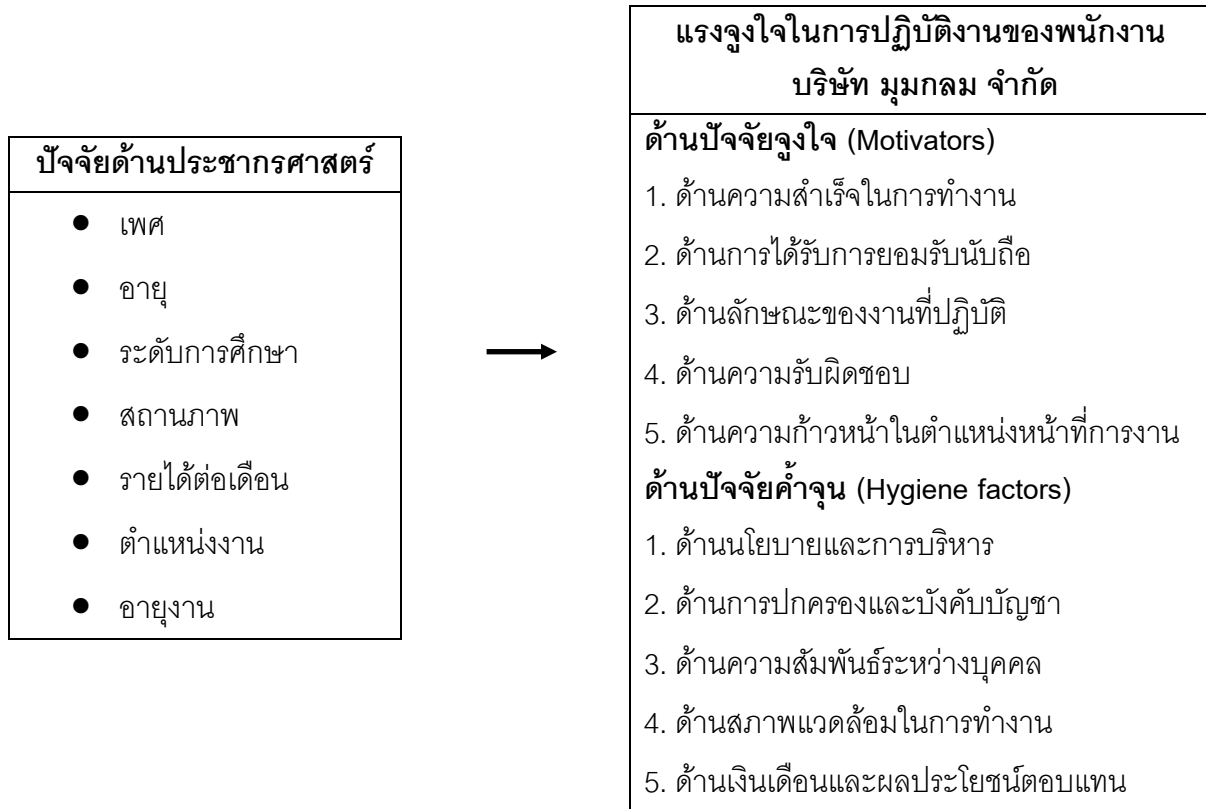 ปัจจัยด้านประชากรศาสตร์
● เพศ
● อายุ
● ระดับการศึกษา
● สถานภาพ
● รายได้ต่อเดือน
● ตำแหน่งงาน
● อายุงาน
แรงจูงใจในการปฏิบัติงานของพนักงาน
บริษัท มุมกลม จำกัด
ด้านปัจจัยจูงใจ (Motivators)
1. ด้านความสำเร็จในการทำงาน
2. ด้านการได้รับการยอมรับนับถือ
3. ด้านลักษณะของงานที่ปฏิบัติ
4. ด้านความรับผิดชอบ
5. ด้านความก้าวหน้าในตำแหน่งหน้าที่การงาน
ด้านปัจจัยค้ำจุน (Hygiene factors)
1. ด้านนโยบายและการบริหาร
2. ด้านการปกครองและบังคับบัญชา
3. ด้านความสัมพันธ์ระหว่างบุคคล
4. ด้านสภาพแวดล้อมในการทำงาน
5. ด้านเงินเดือนและผลประโยชน์ตอบแทน